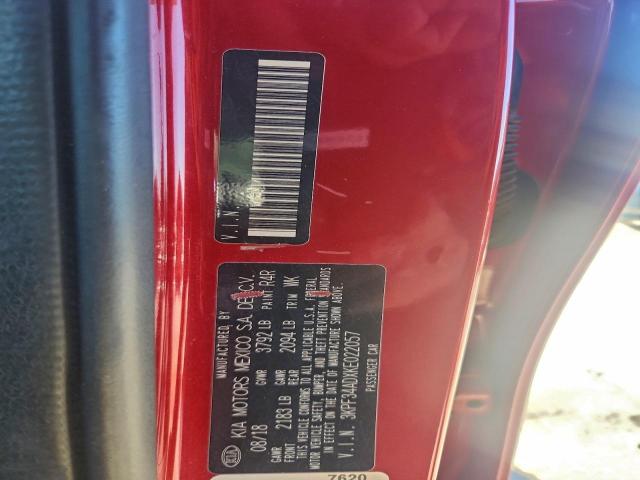 V.I.N.
MANUFACTURED BY
KIA MOTORS MEXICO S.A. DE C.V.
08/18 GVWR 3792 LB PAINT R4R
GAWR FRONT 2183 LB GAWR REAR 2094 LB TRIM WK
THIS VEHICLE CONFORMS TO ALL APPLICABLE U.S.A. FEDERAL
MOTOR VEHICLE SAFETY, BUMPER, AND THEFT PREVENTION STANDARDS
IN EFFECT ON THE DATE OF MANUFACTURE SHOWN ABOVE.
V.I.N. 3KPF34ADXKE022057
PASSENGER CAR
7620